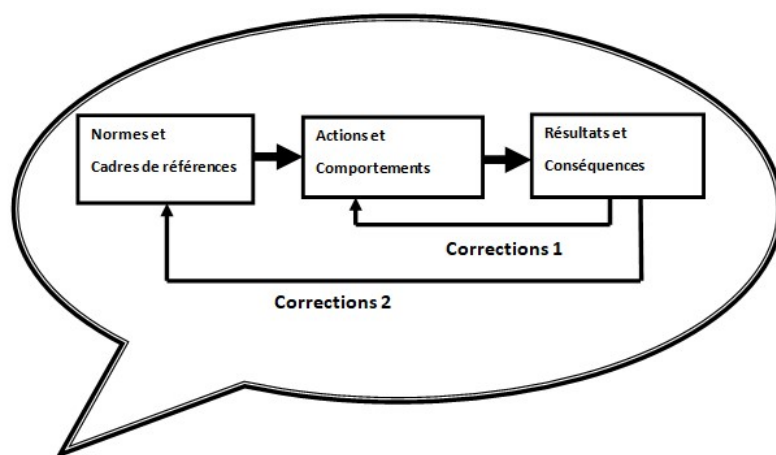 Normes et
Cadres de références
Actions et
Comportements
Résultats et
Conséquences
Corrections 1
Corrections 2